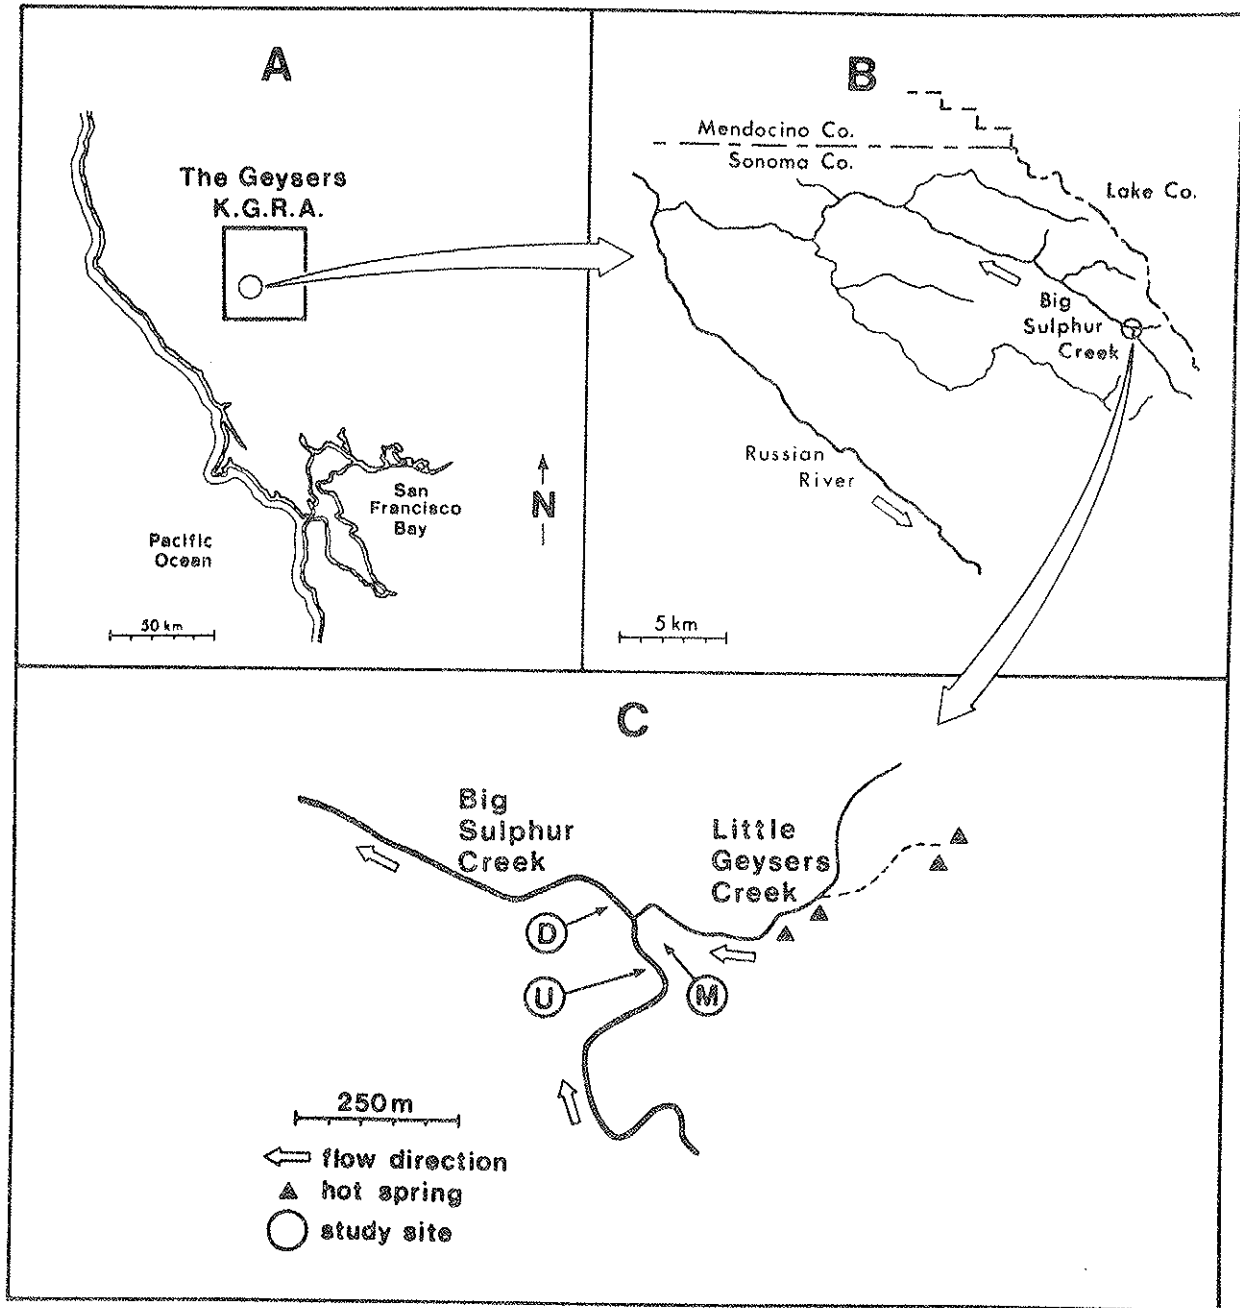 A
The Geysers
K.G.R.A.
San
Francisco
Bay
N
Pacific
Ocean
50 km
B
Mendocino Co.
Sonoma Co.
Lake Co.
Big
Sulphur
Creek
Russian
River
5 km
C
Big
Sulphur
Creek
Little
Geysers
Creek
D
U
M
250m
flow direction
hot spring
study site